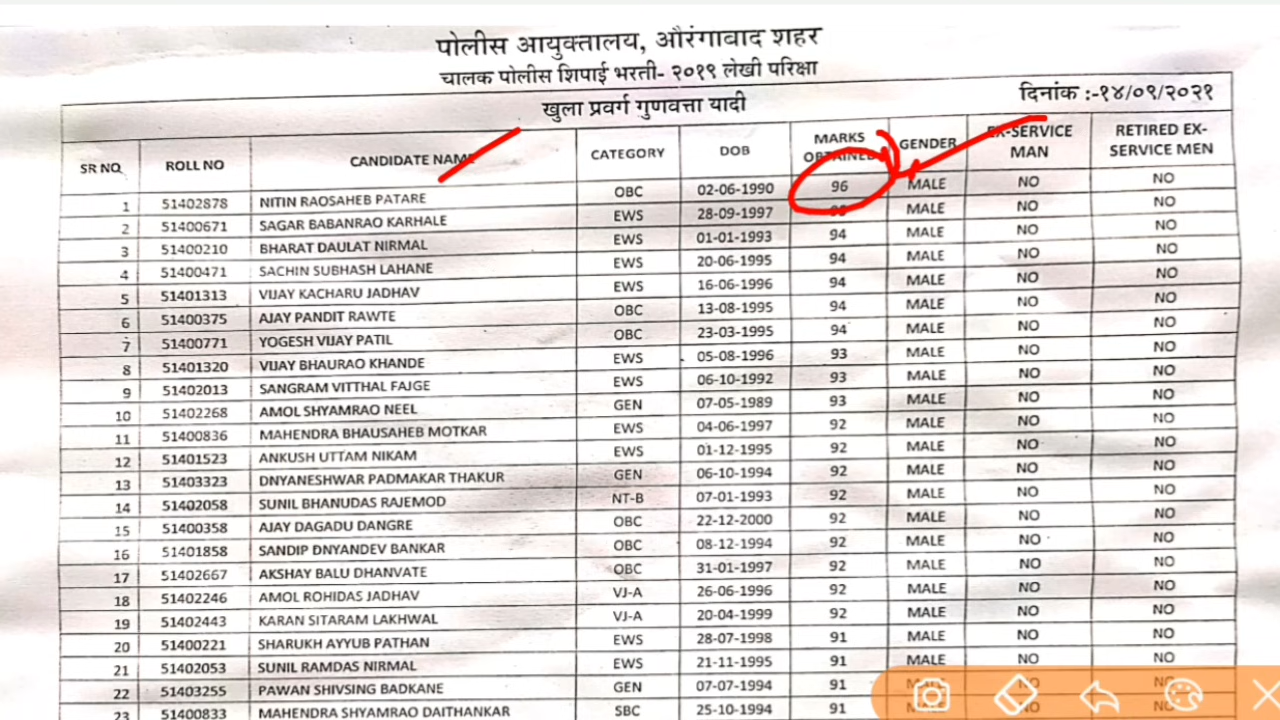 पोलीस आयुक्तालय, औरंगाबाद शहर
चालक पोलीस शिपाई भरती- २०१९ लेखी परिक्षा
खुला प्रवर्ग गुणवत्ता यादी दिनांक :-१४/०९/२०२१
SR NO ROLL NO CANDIDATE NAME CATEGORY DOB MARKS OBTAINED GENDER EX-SERVICE MAN RETIRED EX-SERVICE MEN
1 51402878 NITIN RAOSAHEB PATARE OBC 02-06-1990 96 MALE NO NO
2 51400671 SAGAR BABANRAO KARHALE EWS 28-09-1997 MALE NO NO
3 51400210 BHARAT DAULAT NIRMAL EWS 01-01-1993 94 MALE NO NO
4 51400471 SACHIN SUBHASH LAHANE EWS 20-06-1995 94 MALE NO NO
5 51401313 VIJAY KACHARU JADHAV EWS 16-06-1996 94 MALE NO NO
6 51400375 AJAY PANDIT RAWTE OBC 13-08-1995 94 MALE NO NO
7 51400771 YOGESH VIJAY PATIL OBC 23-03-1995 94 MALE NO NO
8 51401320 VIJAY BHAURAO KHANDE EWS 05-08-1996 93 MALE NO NO
9 51402013 SANGRAM VITTHAL FAJGE EWS 06-10-1992 93 MALE NO NO
10 51402268 AMOL SHYAMRAO NEEL GEN 07-05-1989 93 MALE NO NO
11 51400836 MAHENDRA BHAUSAHEB MOTKAR EWS 04-06-1997 92 MALE NO NO
12 51401523 ANKUSH UTTAM NIKAM EWS 01-12-1995 92 MALE NO NO
13 51403323 DNYANESHWAR PADMAKAR THAKUR GEN 06-10-1994 92 MALE NO NO
14 51402058 SUNIL BHANUDAS RAJEMOD NT-B 07-01-1993 92 MALE NO NO
15 51400358 AJAY DAGADU DANGRE OBC 22-12-2000 92 MALE NO NO
16 51401858 SANDIP DNYANDEV BANKAR OBC 08-12-1994 92 MALE NO NO
17 51402667 AKSHAY BALU DHANVATE OBC 31-01-1997 92 MALE NO NO
18 51402246 AMOL ROHIDAS JADHAV VJ-A 26-06-1996 92 MALE NO NO
19 51402443 KARAN SITARAM LAKHWAL VJ-A 20-04-1999 92 MALE NO NO
20 51400221 SHARUKH AYYUB PATHAN EWS 28-07-1998 91 MALE NO NO
21 51402053 SUNIL RAMDAS NIRMAL EWS 21-11-1995 91 MALE NO NO
22 51403255 PAWAN SHIVSING BADKANE GEN 07-07-1994 91
23 51400833 MAHENDRA SHYAMRAO DAITHANKAR SBC 25-10-1994 91